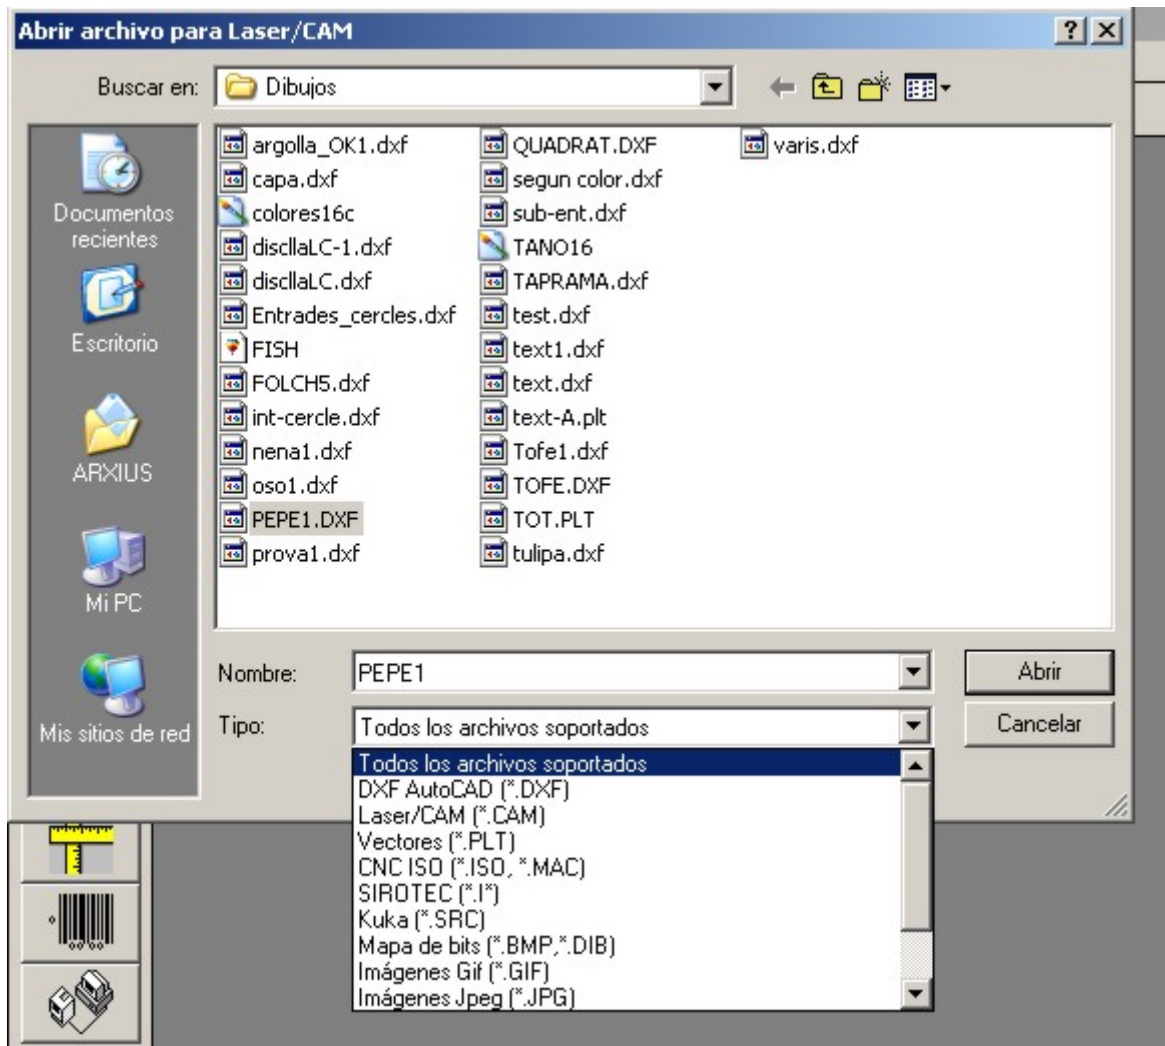 Abrir archivo para Laser/CAM
Buscar en:
Dibujos
Documentos
recientes
Escritorio
ARXIUS
Mi PC
Mis sitios de red
argolla_OK1.dxf
capa.dxf
colores16c
discllaLC-1.dxf
discllaLC.dxf
Entrades_cercles.dxf
FISH
FOLCH5.dxf
int-cercle.dxf
nena1.dxf
oso1.dxf
PEPE1.DXF
prova1.dxf
QUADRAT.DXF
segun color.dxf
sub-ent.dxf
TANO16
TAPRAMA.dxf
test.dxf
text1.dxf
text.dxf
text-A.plt
Tofe1.dxf
TOFE.DXF
TOT.PLT
tulipa.dxf
varis.dxf
Nombre:
PEPE1
Abrir
Tipo:
Todos los archivos soportados
Cancelar
Todos los archivos soportados
DXF AutoCAD (*.DXF)
Laser/CAM (*.CAM)
Vectores (*.PLT)
CNC ISO (*.ISO, *.MAC)
SIROTEC (*.I*)
Kuka (*.SRC)
Mapa de bits (*.BMP,*.DIB)
Imágenes Gif (*.GIF)
Imágenes Jpeg (*.JPG)